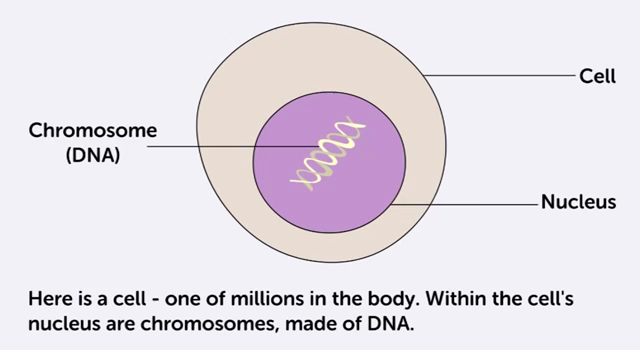 Cell
Chromosome
(DNA)
Nucleus
Here is a cell - one of millions in the body. Within the cell's
nucleus are chromosomes, made of DNA.